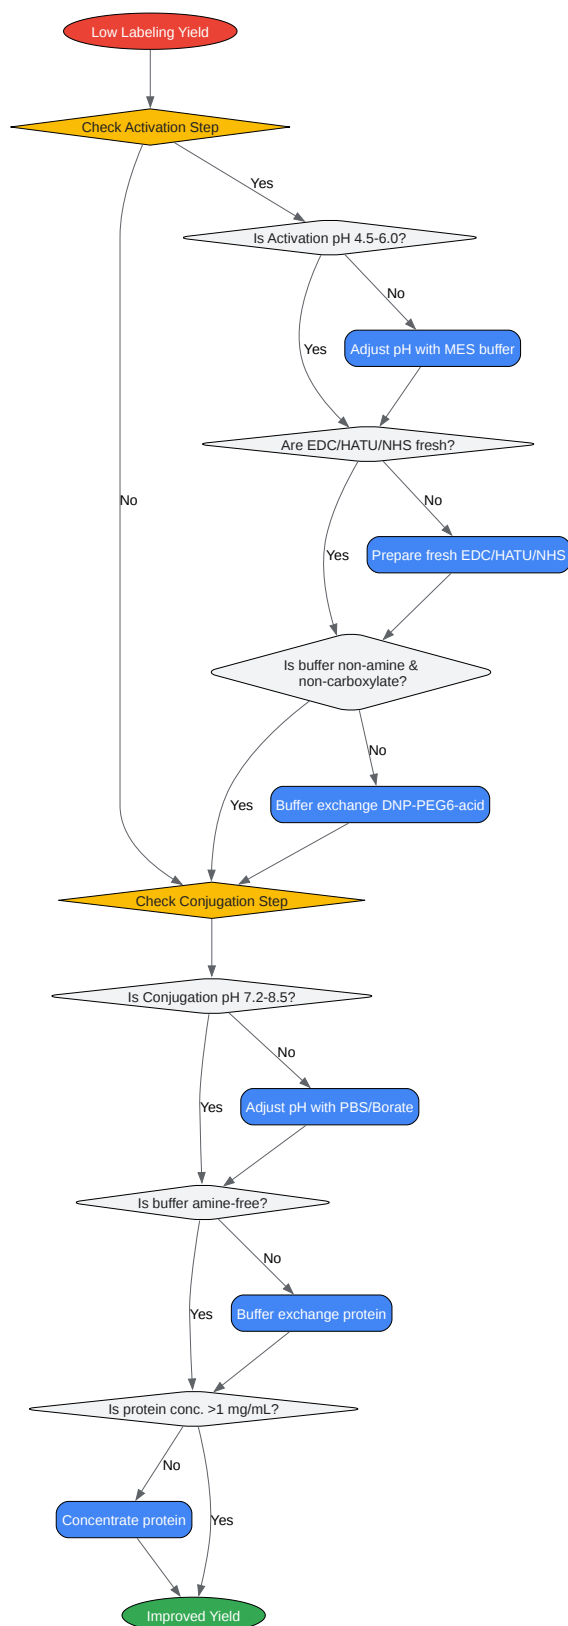 Low Labeling Yield
Check Activation Step
Yes
Is Activation pH 4.5-6.0?
No
Yes
Adjust pH with MES buffer
Are EDC/HATU/NHS fresh?
No
No
Yes
Prepare fresh EDC/HATU/NHS
Is buffer non-amine &
non-carboxylate?
No
Yes
Buffer exchange DNP-PEG6-acid
Check Conjugation Step
Is Conjugation pH 7.2-8.5?
No
Yes
Adjust pH with PBS/Borate
Is buffer amine-free?
No
Yes
Buffer exchange protein
Is protein conc. >1 mg/mL?
No
Concentrate protein
Yes
Improved Yield